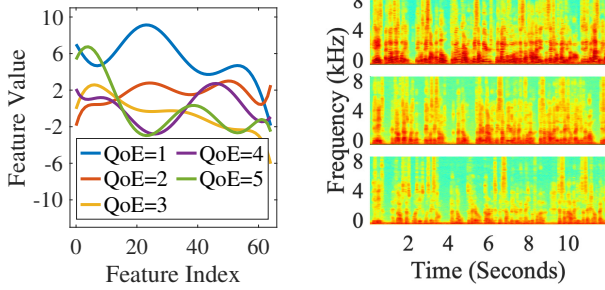 10
6
2
-2
-6
-10
Feature Value
QoE=1
QoE=4
QoE=2
QoE=5
QoE=3
0
20
40
60
Feature Index
8
4
0
8
4
0
8
4
0
Frequency (kHz)
2
4
6
8
10
Time (Seconds)